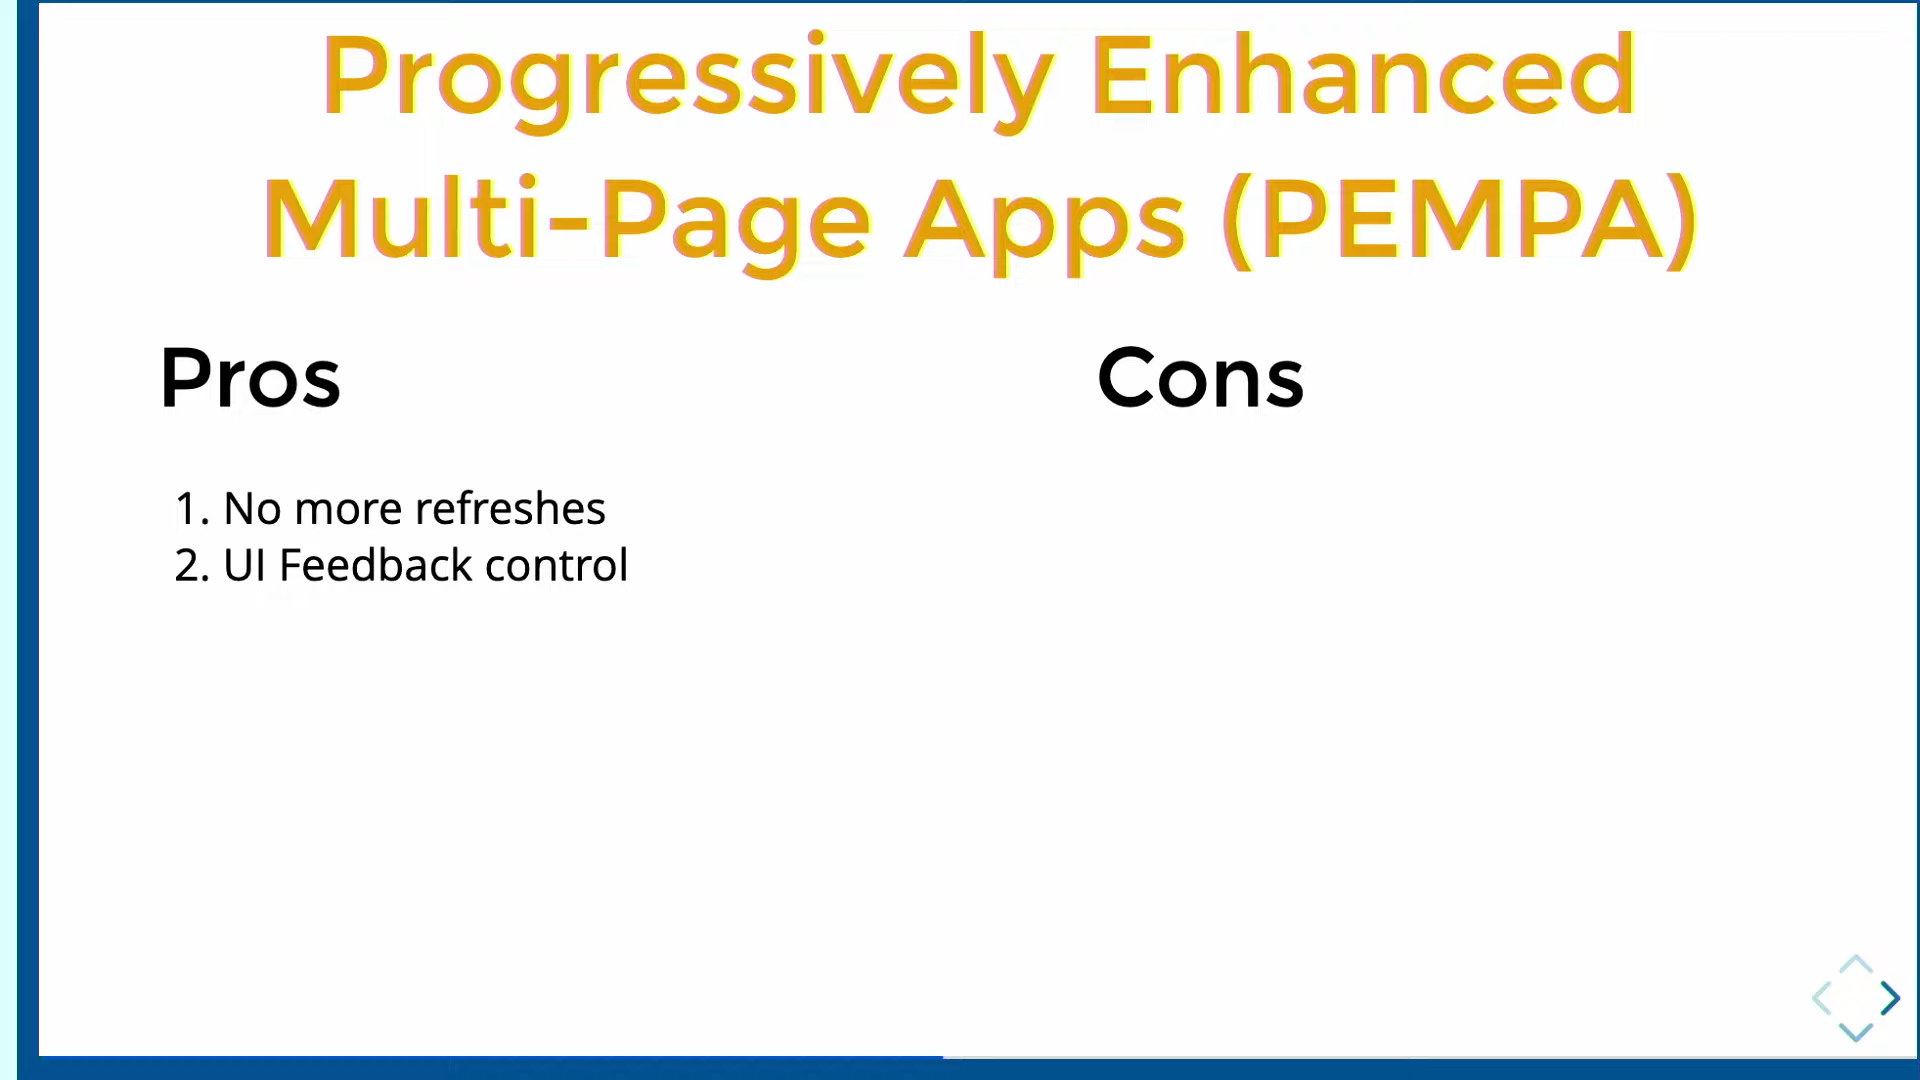 Progressively Enhanced
Multi-Page Apps (PEMPA)
Pros
Cons
1. No more refreshes
2. UI Feedback control